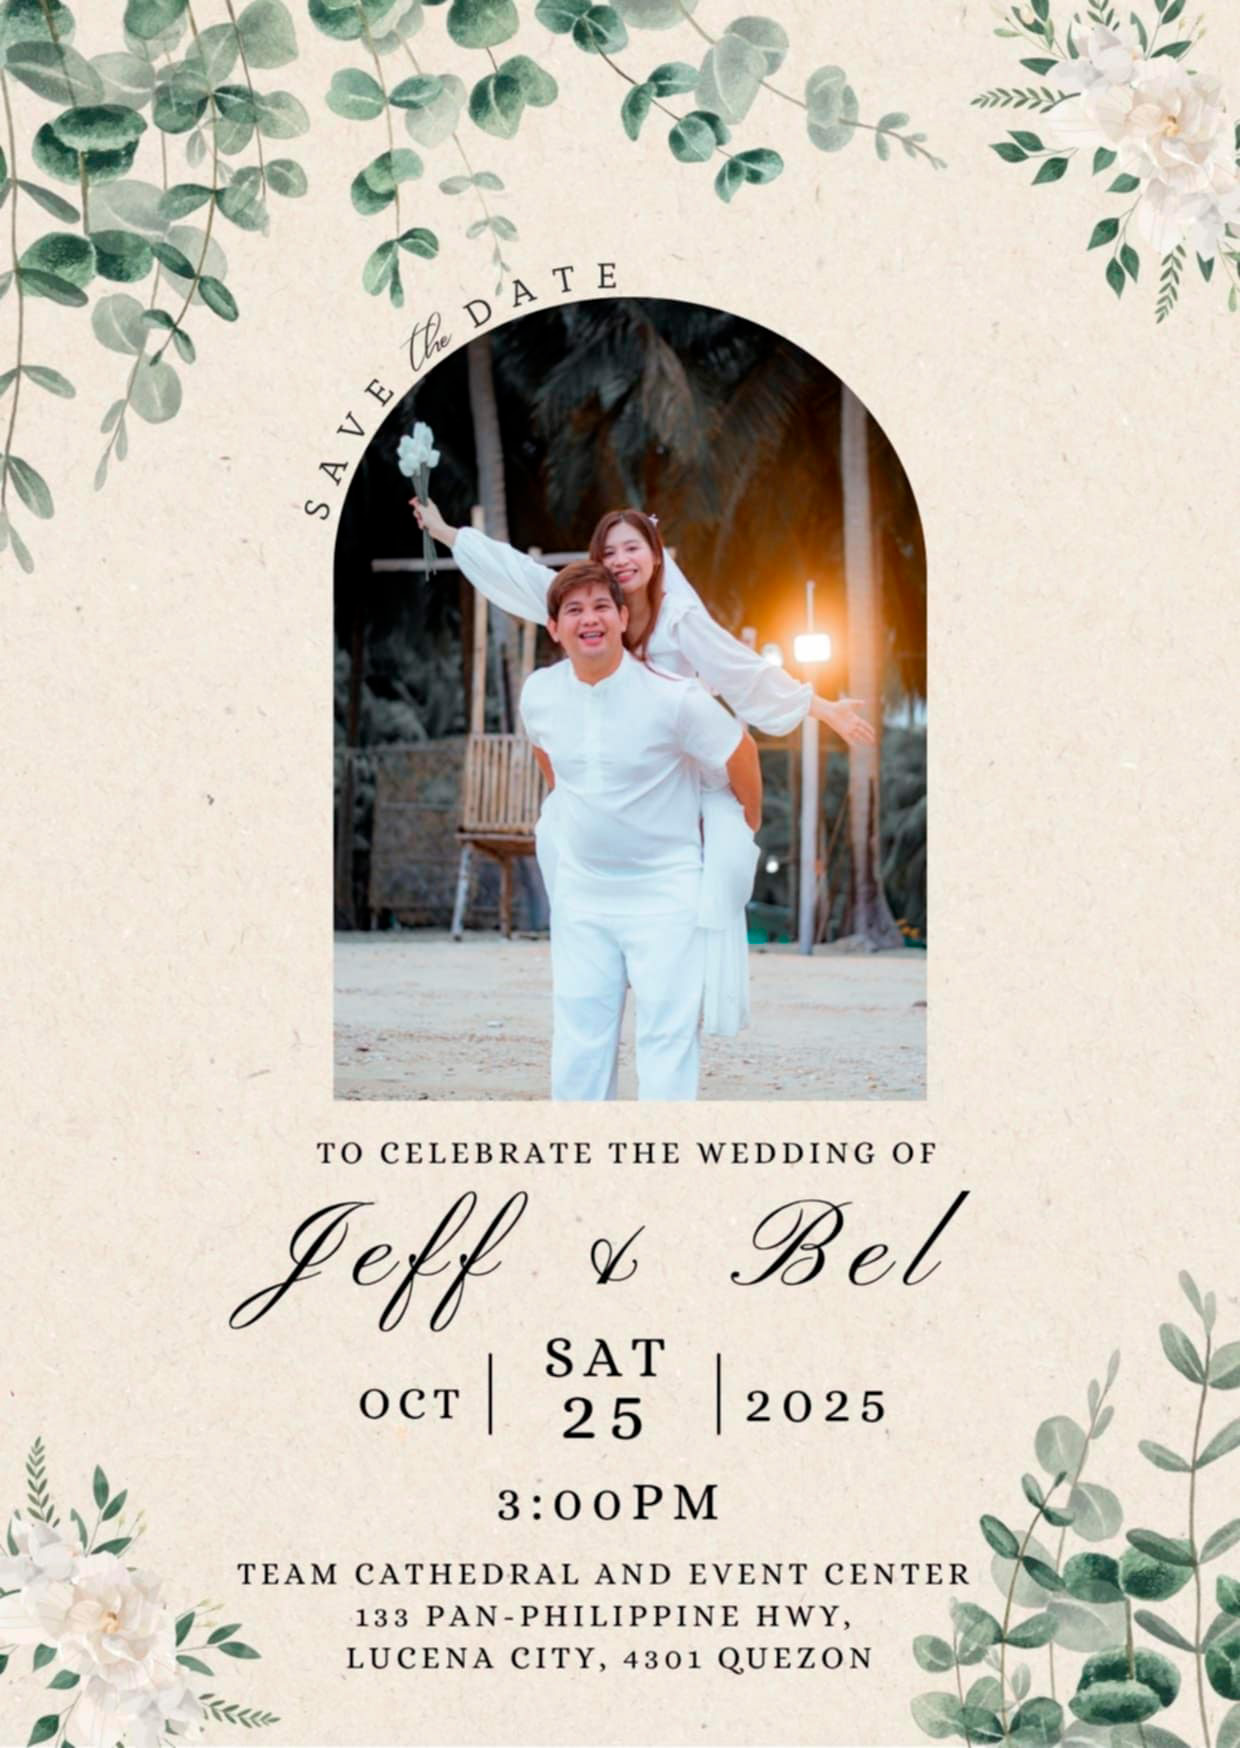 SAVE the DATE
TO CELEBRATE THE WEDDING OF
Jeff & Bel
OCT | SAT 25 | 2025
3:00PM
TEAM CATHEDRAL AND EVENT CENTER
133 PAN-PHILIPPINE HWY,
LUCENA CITY, 4301 QUEZON